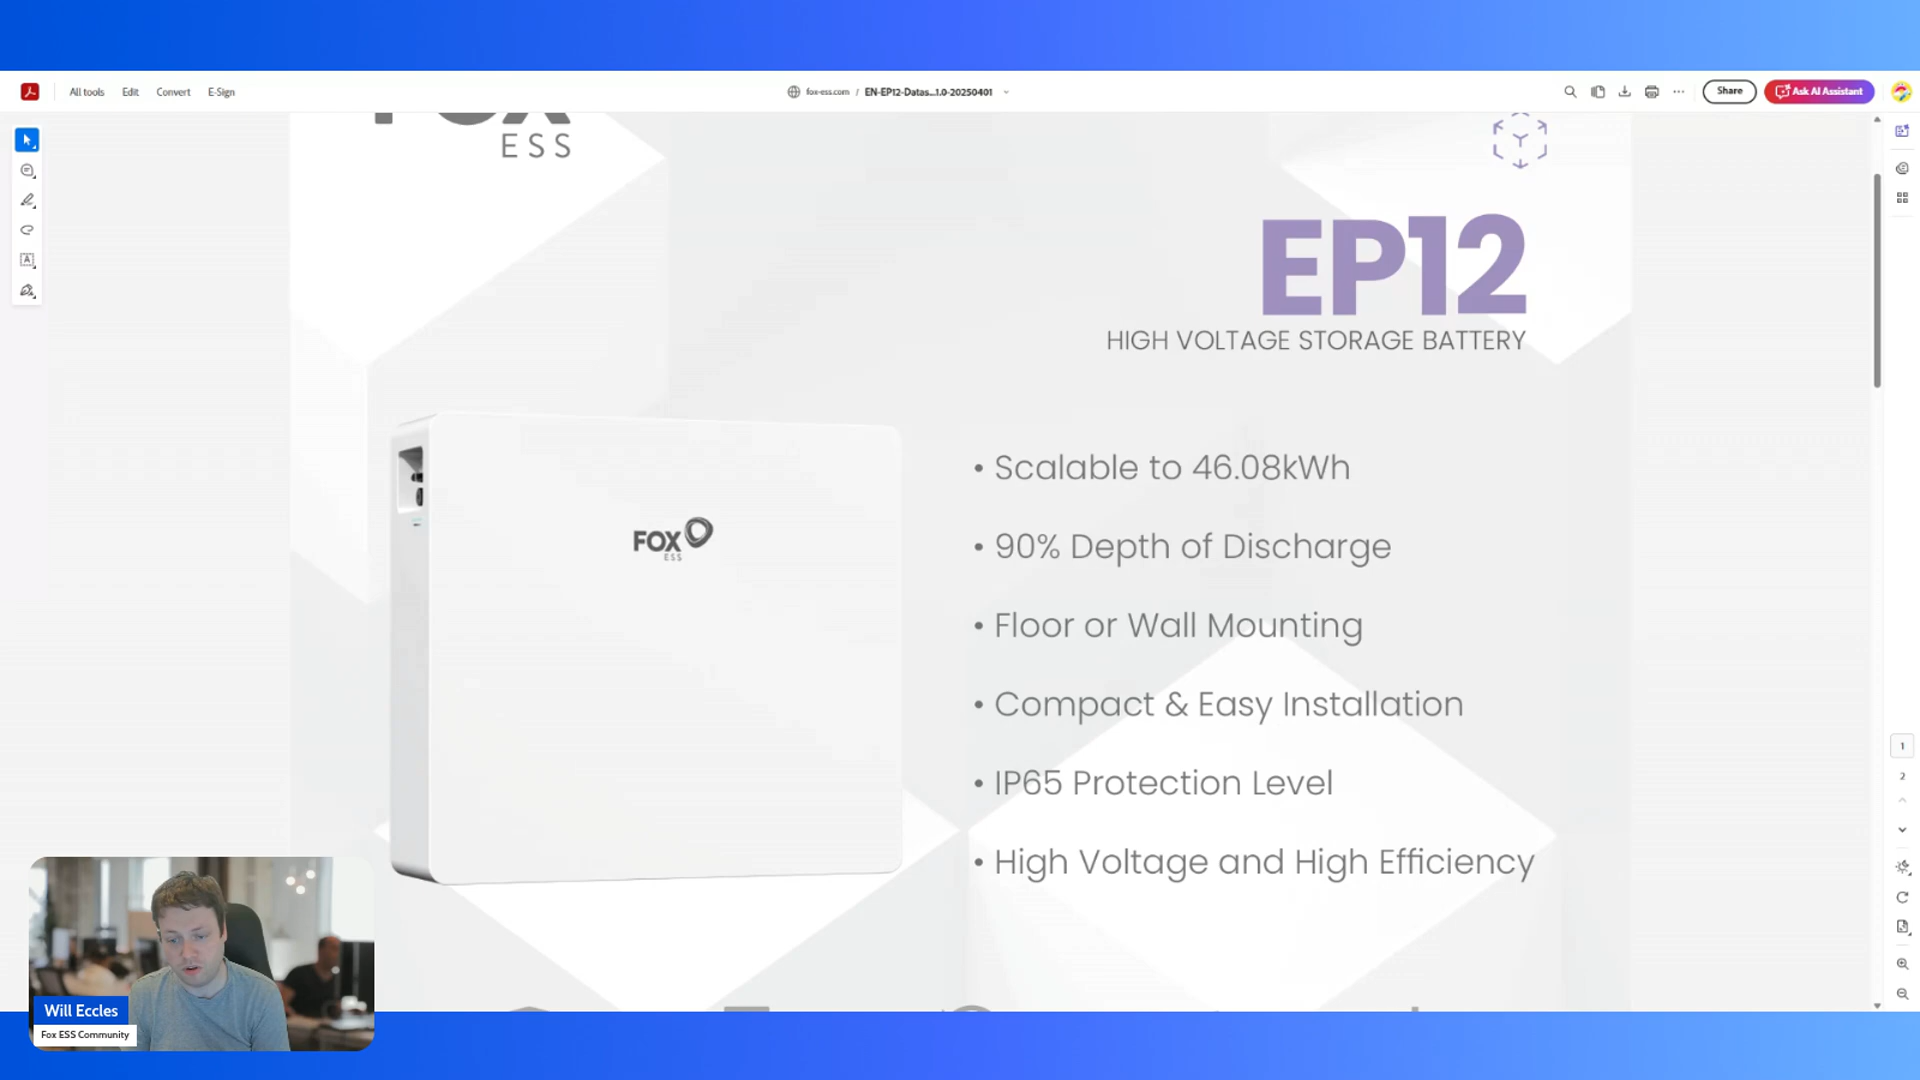 All tools Edit Convert E-Sign
fox-ess.com / EN-EP12-Datas...1.0-20250401
Share
Ask AI Assistant
FOX
ESS
EP12
HIGH VOLTAGE STORAGE BATTERY
• Scalable to 46.08kWh
• 90% Depth of Discharge
• Floor or Wall Mounting
• Compact & Easy Installation
• IP65 Protection Level
• High Voltage and High Efficiency
FOX
ESS
1
2
Will Eccles
Fox ESS Community